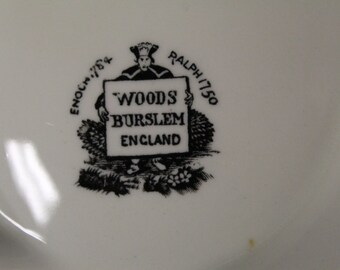 ENOCH 1784
RALPH 1750
WOODS
BURSLEM
ENGLAND